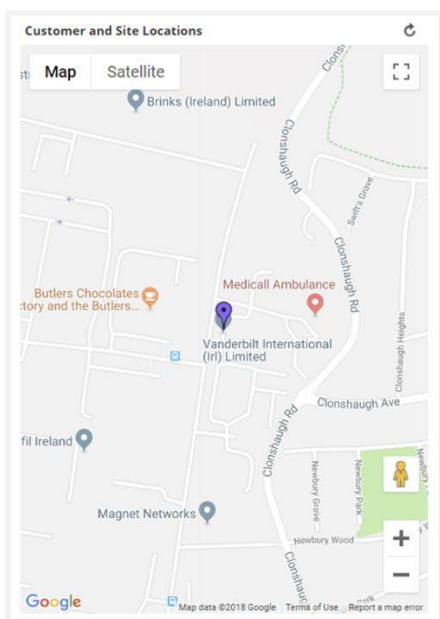 Customer and Site Locations
Map
Satellite
Brinks (Ireland) Limited
Clonshaugh Rd
Swift's Grove
Clonshaugh Rd
Medicall Ambulance
Butlers Chocolates
tory and the Butlers...
Vanderbilt International
(Irl) Limited
Clonshaugh Heights
Clonshaugh Ave
Clonshaugh Rd
fil Ireland
Newbury Grove
Newbury Park
Magnet Networks
Newbury Wood
Google
Map data ©2018 Google
Terms of Use
Report a map error